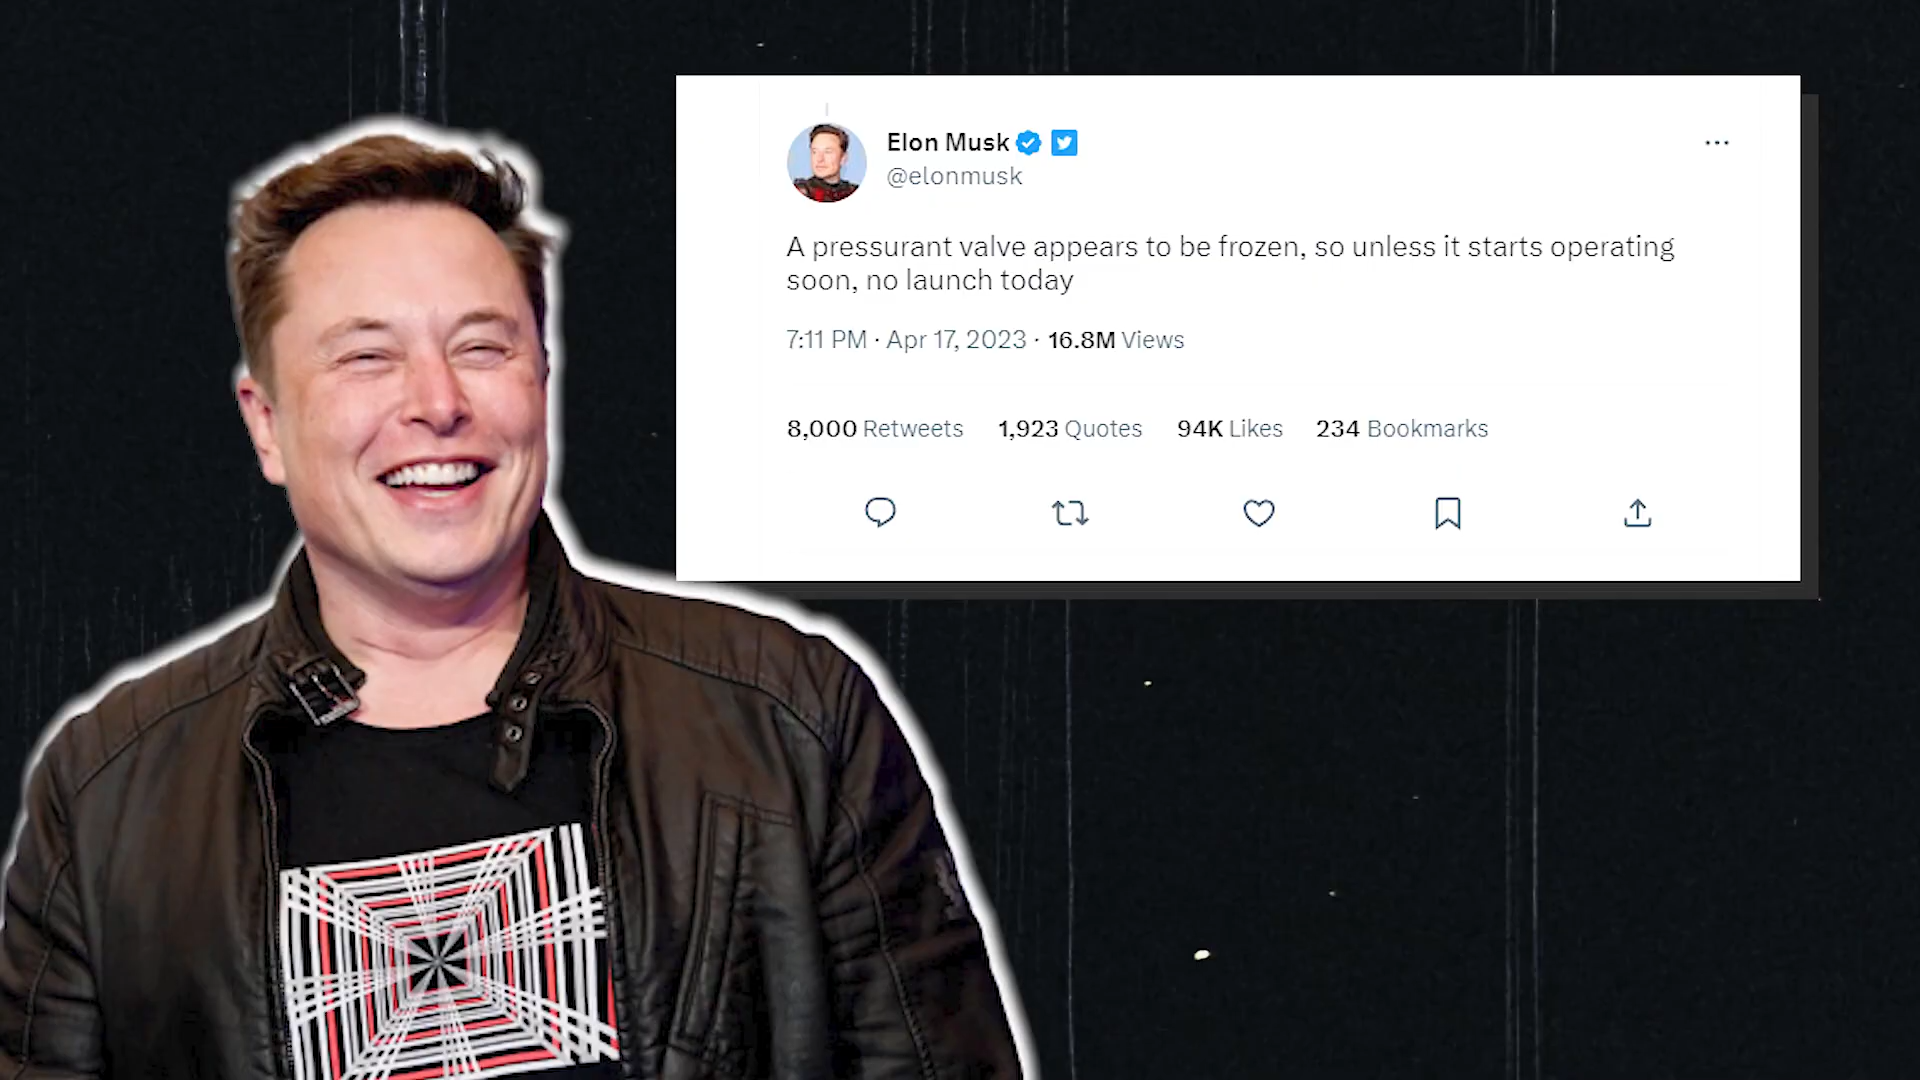 Elon Musk
@elonmusk
A pressurant valve appears to be frozen, so unless it starts operating
soon, no launch today
7:11 PM · Apr 17, 2023 · 16.8M Views
8,000 Retweets 1,923 Quotes 94K Likes 234 Bookmarks